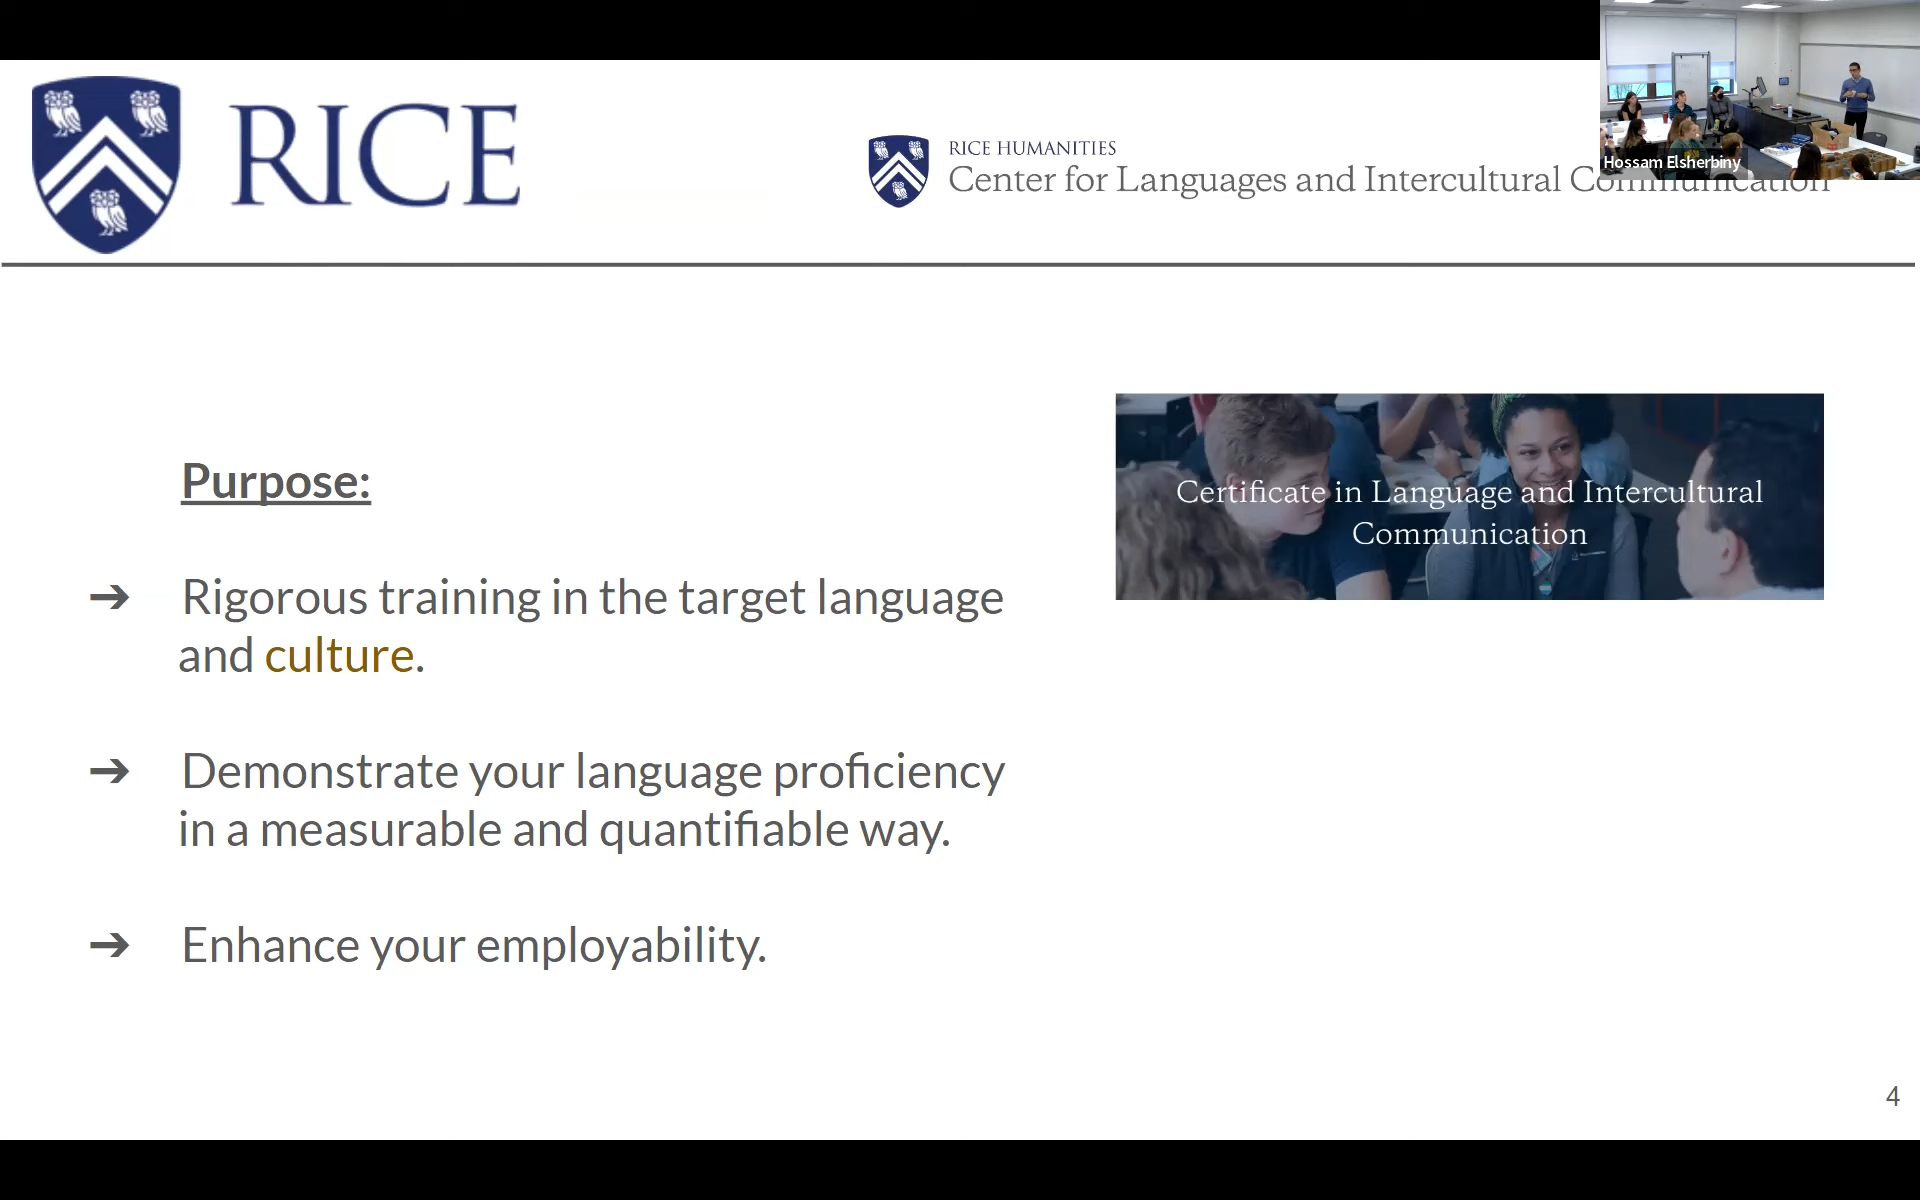 RICE
RICE HUMANITIES
Center for Languages and Intercultural Communication
Hossam Elsherbiny
Certificate in Language and Intercultural
Communication
Purpose:
➔ Rigorous training in the target language
and culture.
➔ Demonstrate your language proficiency
in a measurable and quantifiable way.
➔ Enhance your employability.
4